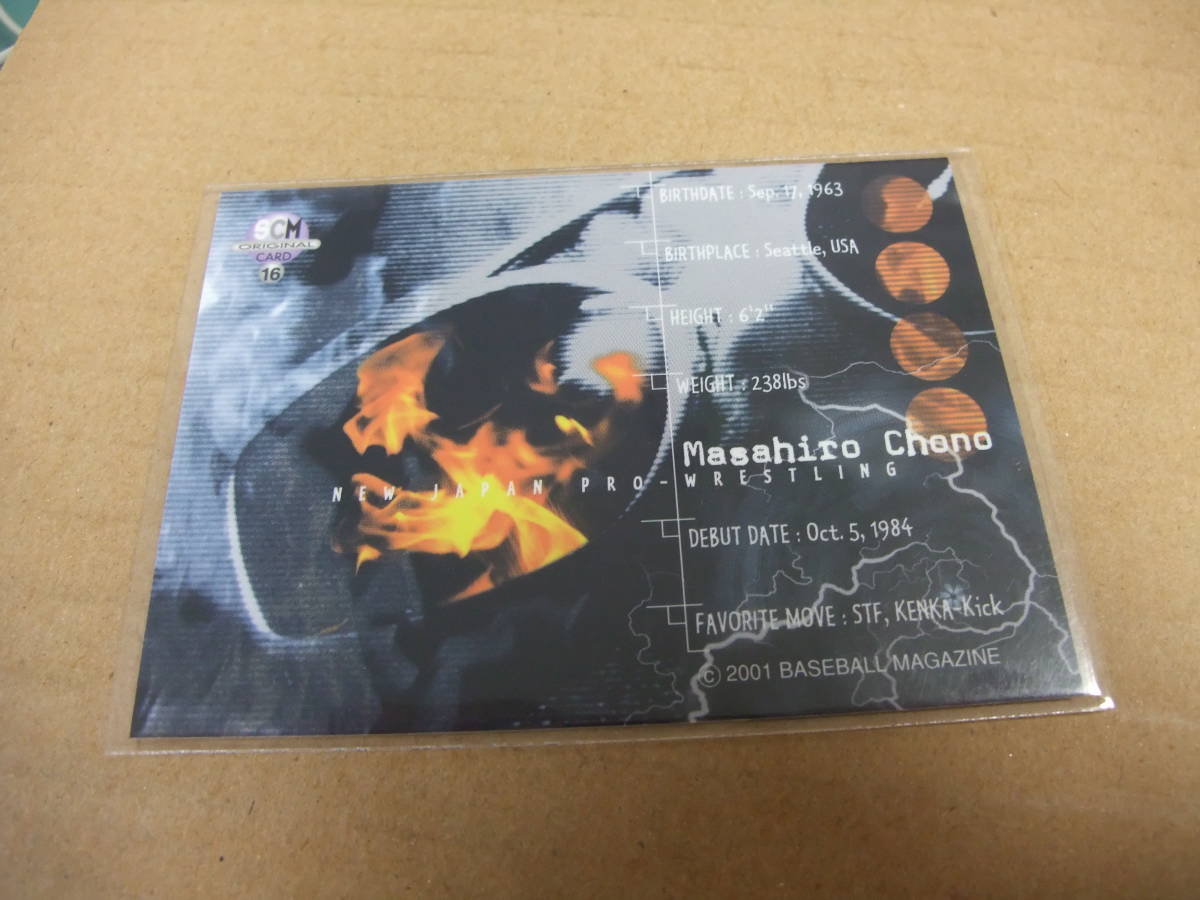 SCM
ORIGINAL
CARD
16
BIRTHDATE : Sep. 17, 1963
BIRTHPLACE : Seattle, USA
HEIGHT : 6'2"
WEIGHT : 238lbs
Masahiro Chono
NEW JAPAN PRO-WRESTLING
DEBUT DATE : Oct. 5, 1984
FAVORITE MOVE : STF, KENKA-Kick
© 2001 BASEBALL MAGAZINE